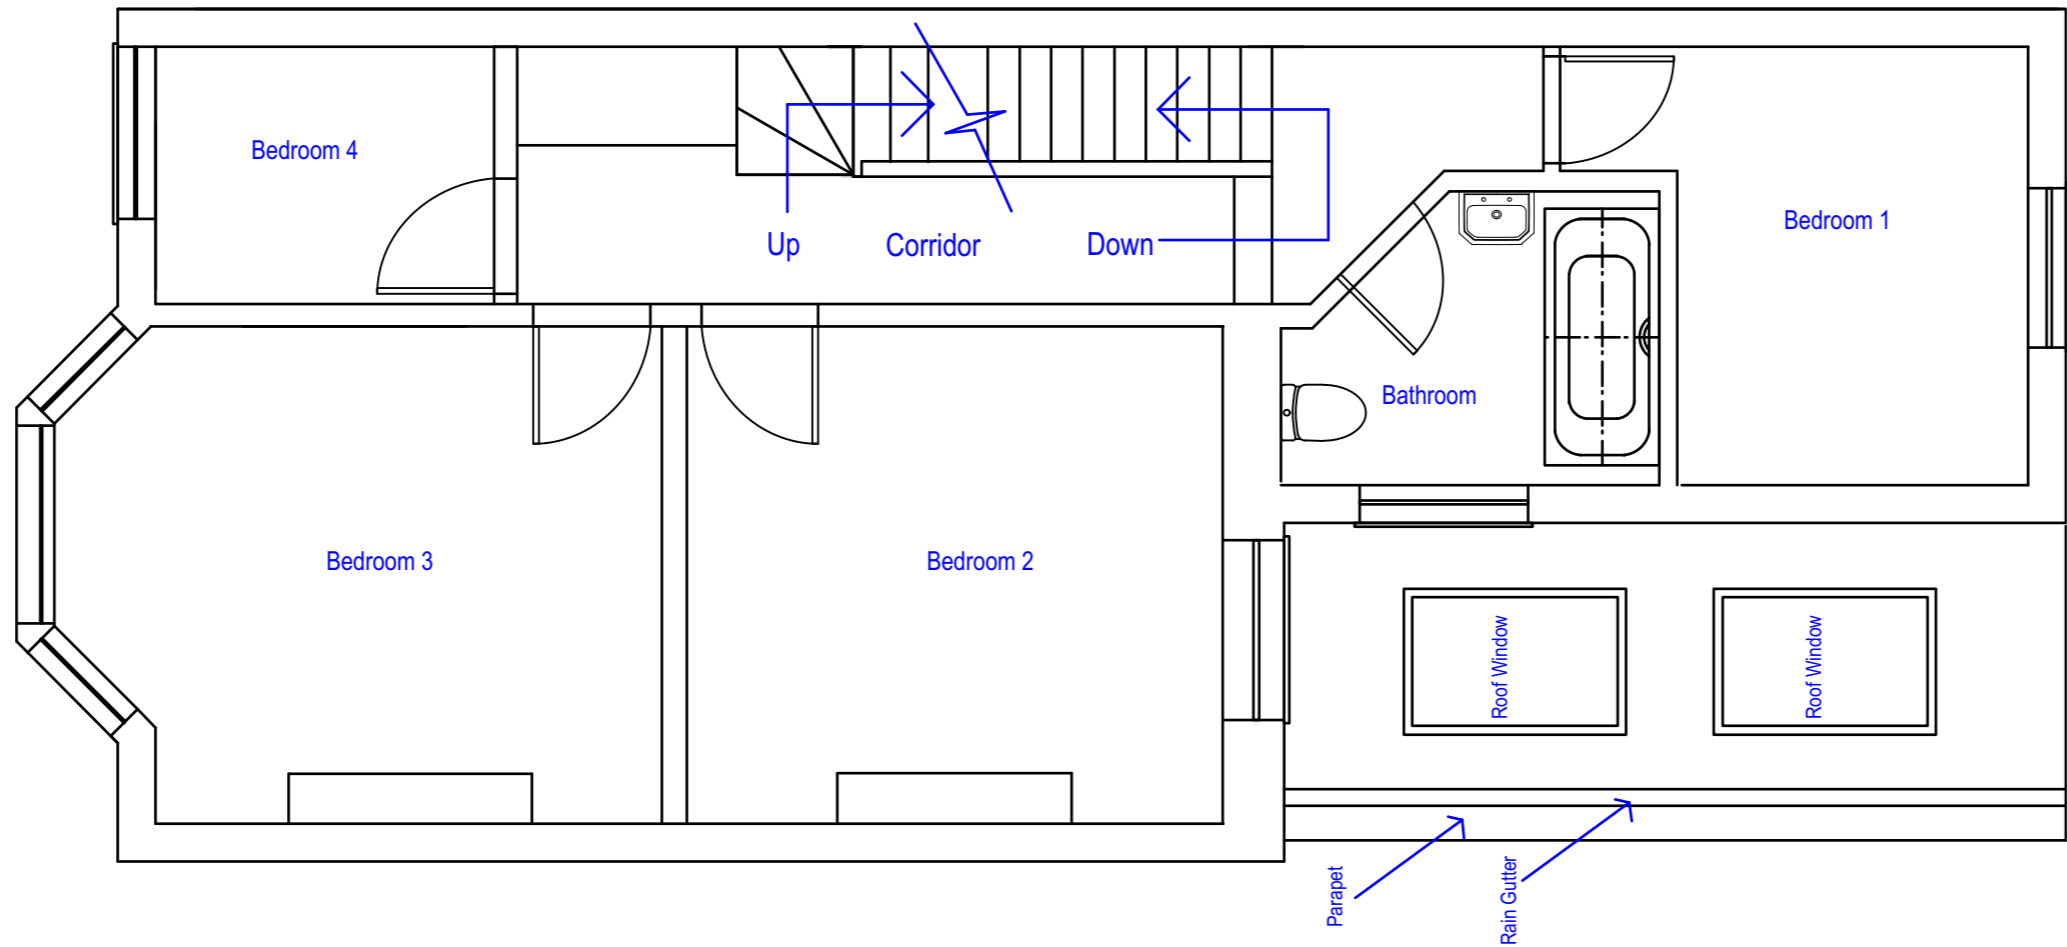 Bedroom 4
Bedroom 1
Up
Corridor
Down
Bathroom
Bedroom 3
Bedroom 2
Roof Window
Roof Window
Parapet
Rain Gutter